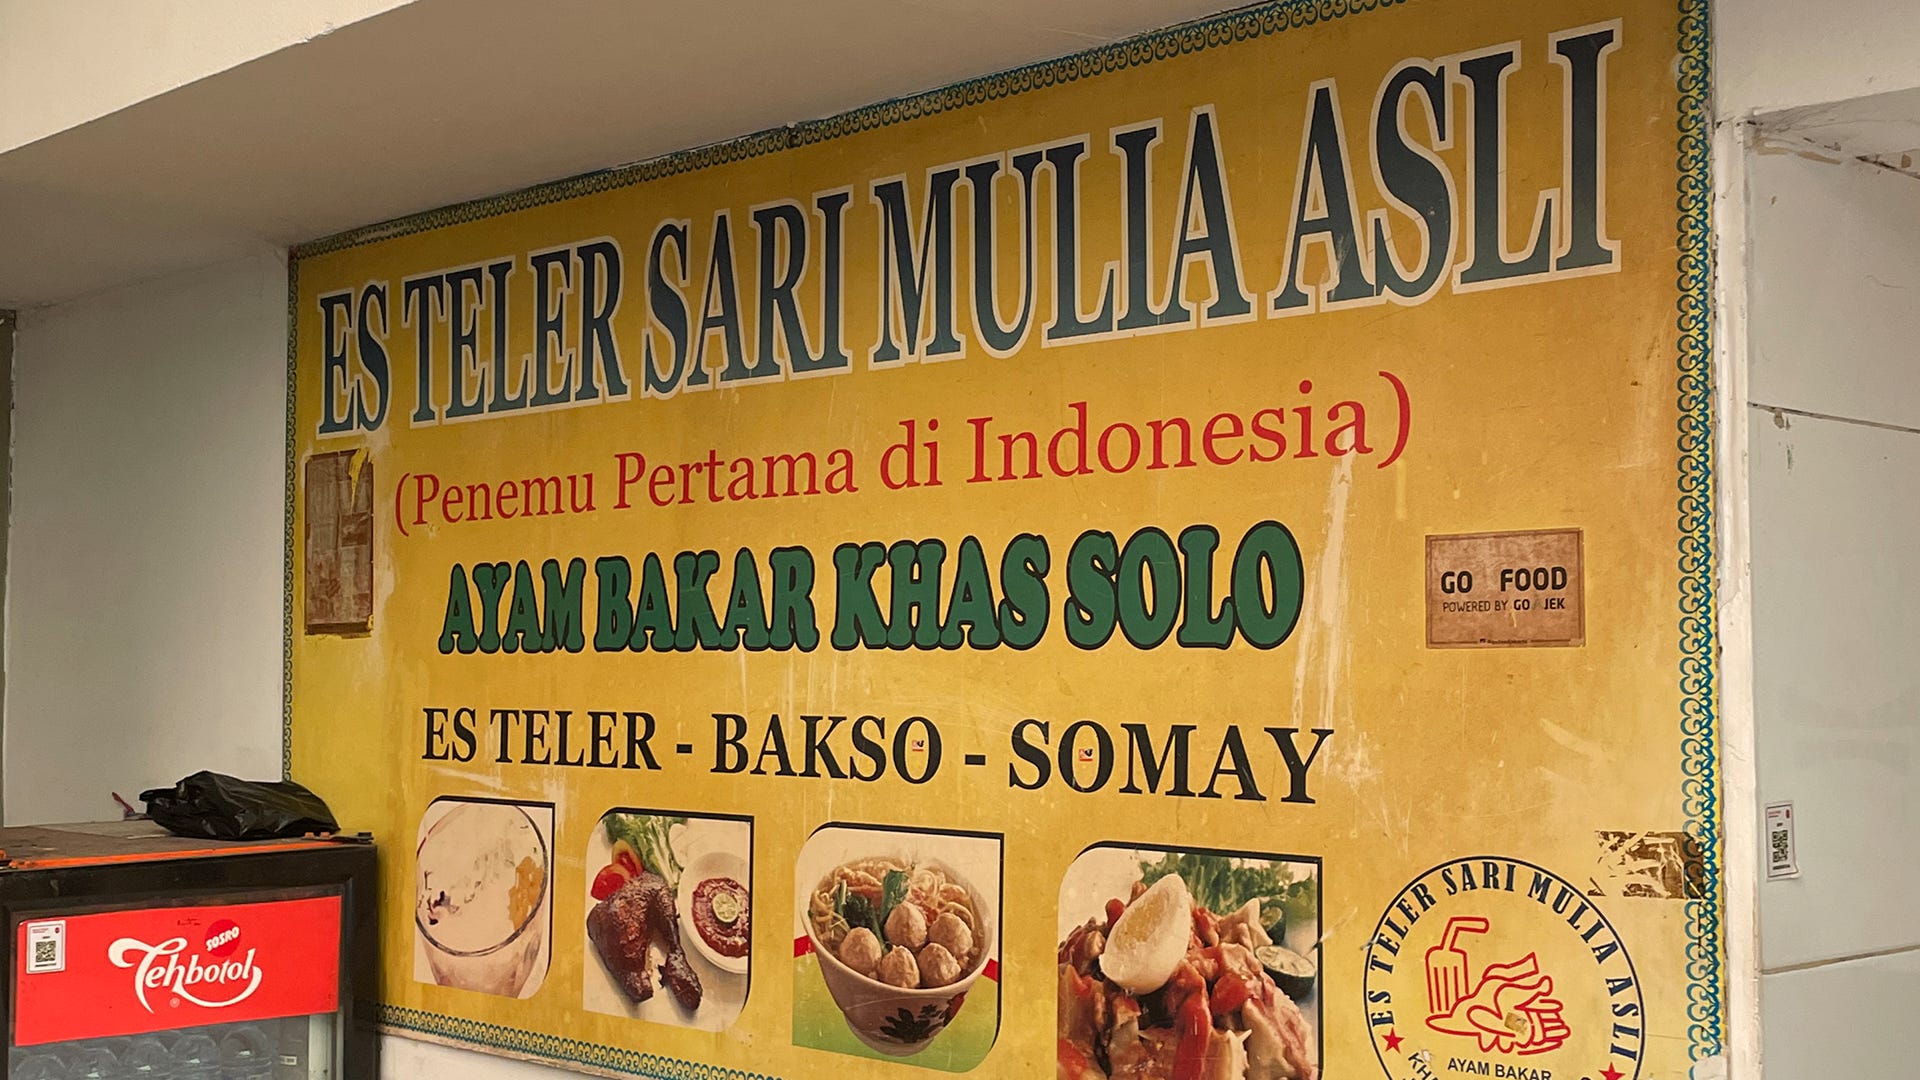 ES TELER SARI MULIA ASLI
(Penemu Pertama di Indonesia)
AYAM BAKAR KHAS SOLO
GO FOOD
POWERED BY GO JEK
ES TELER - BAKSO - SOMAY
SOSRO
Tehbotol
ES TELER SARI MULIA ASLI
AYAM BAKAR